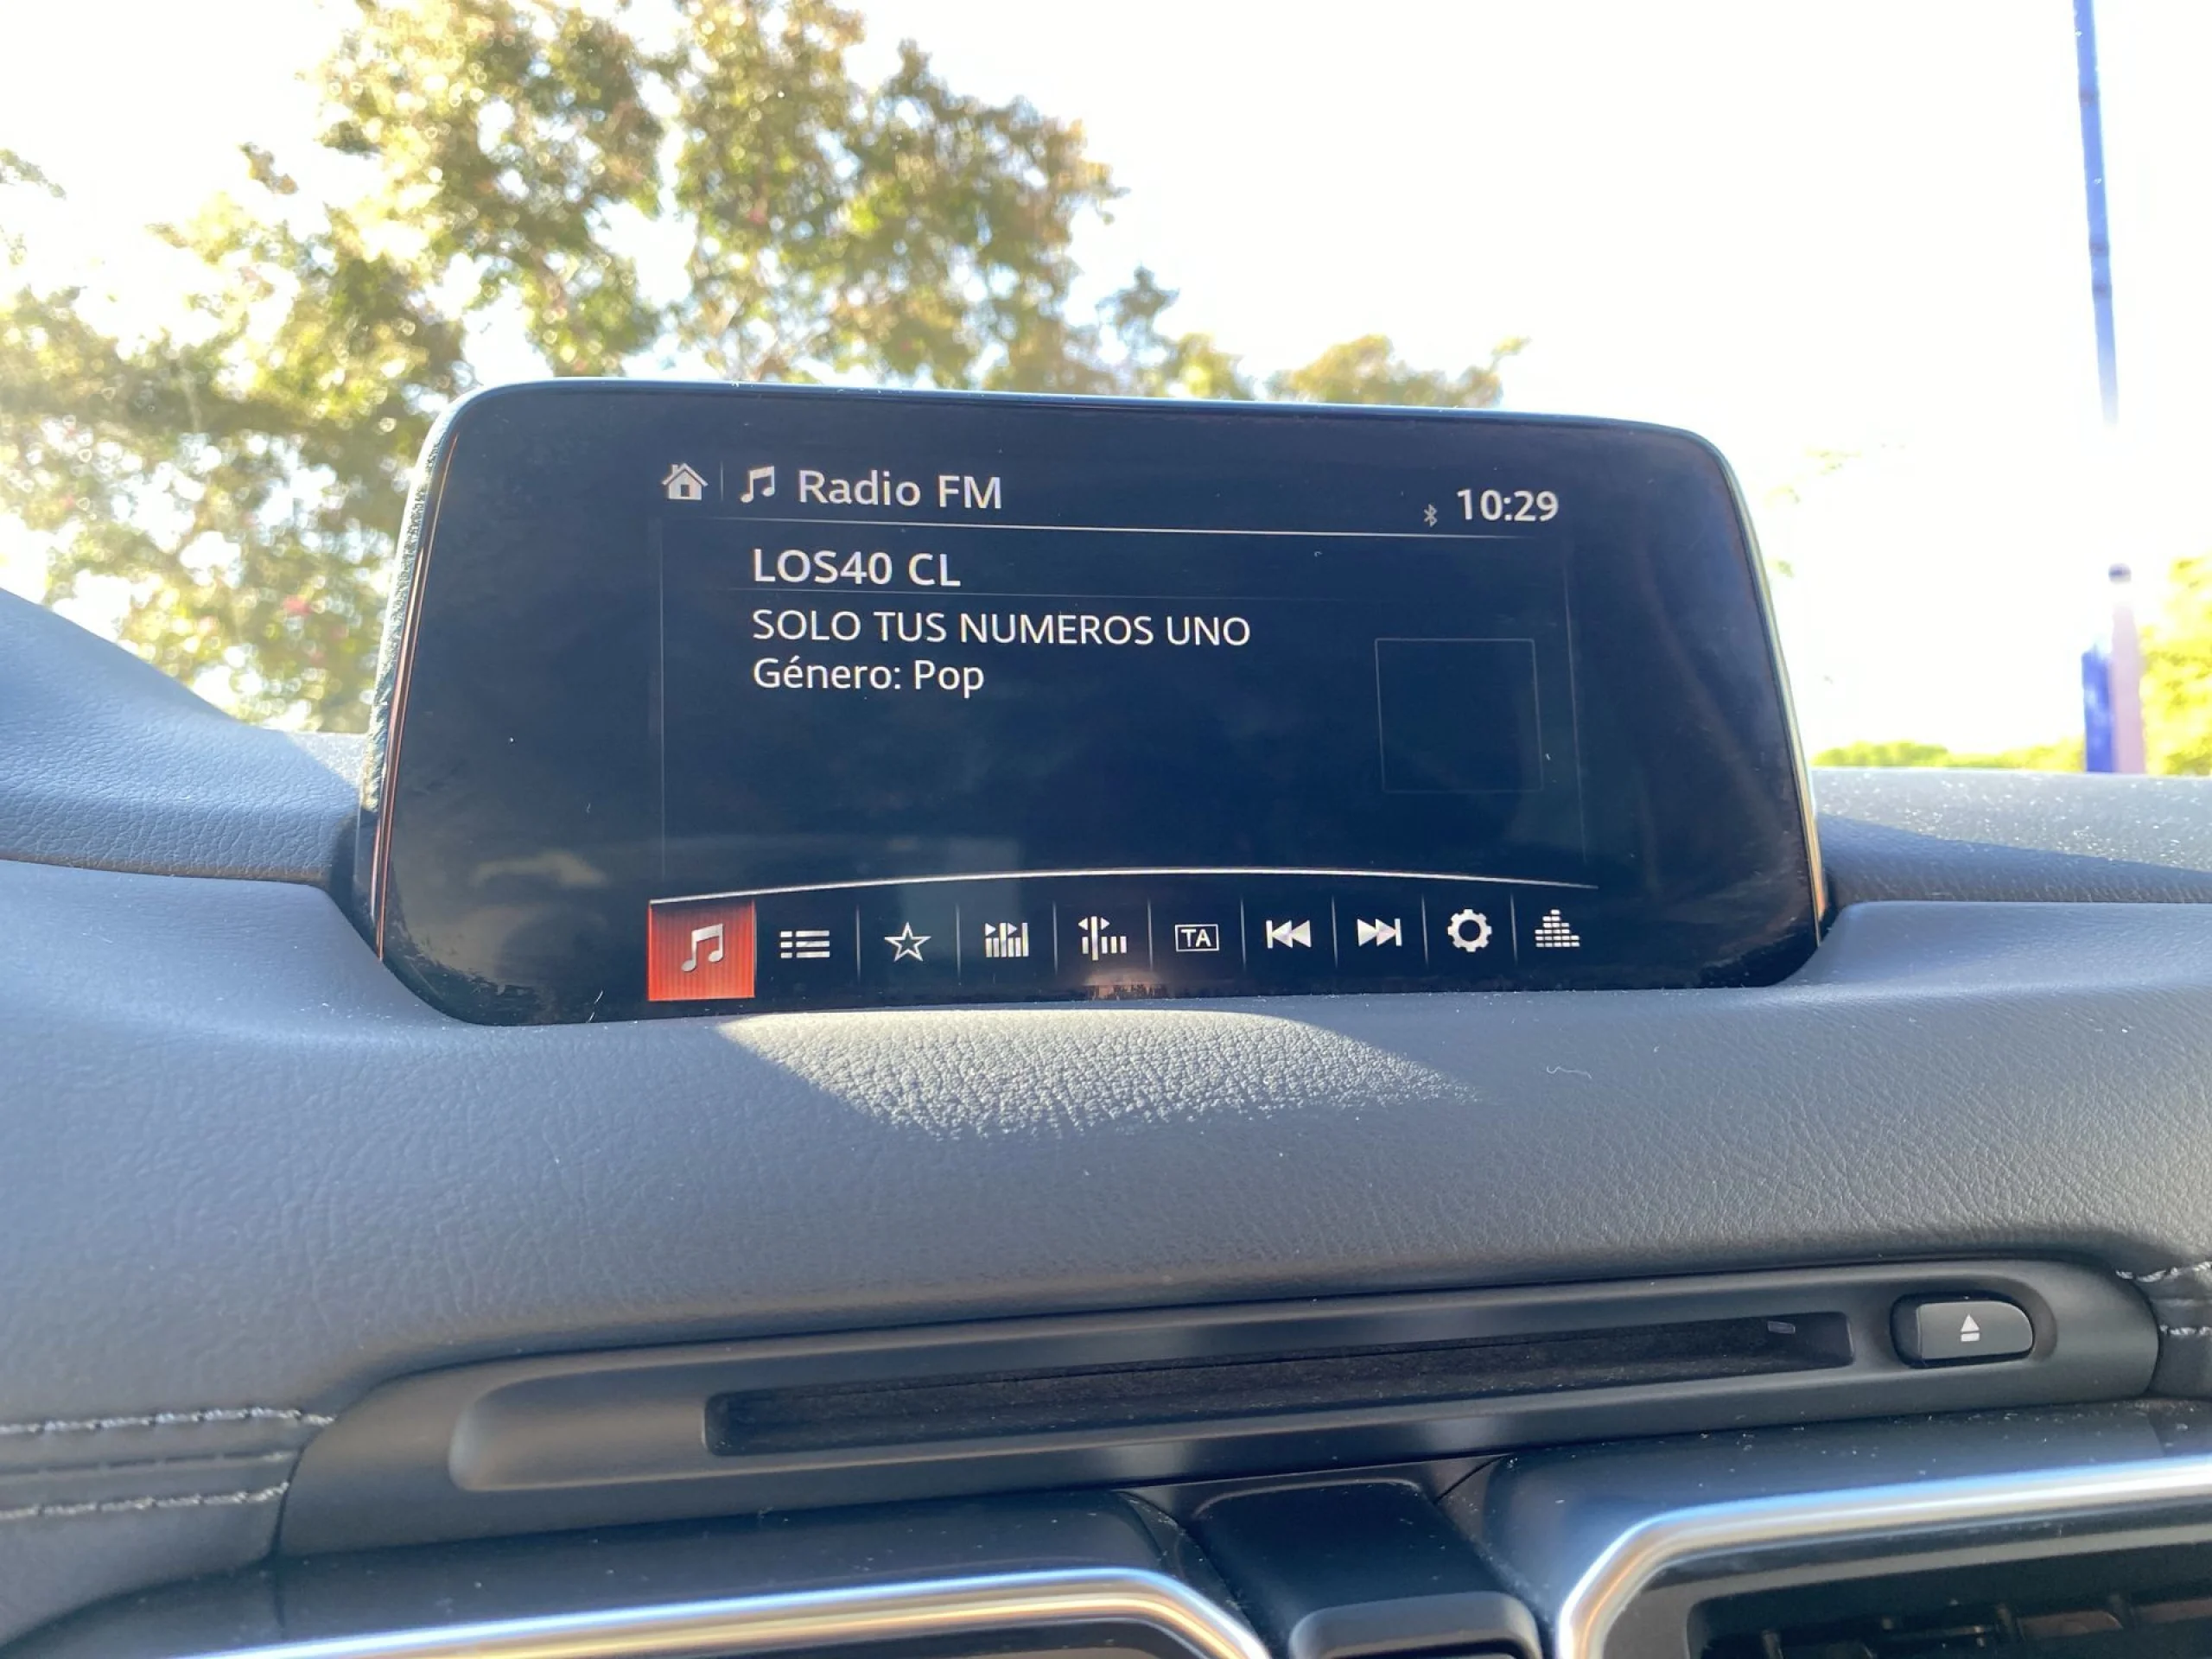 Radio FM
10:29
LOS40 CL
SOLO TUS NUMEROS UNO
Género: Pop
TA